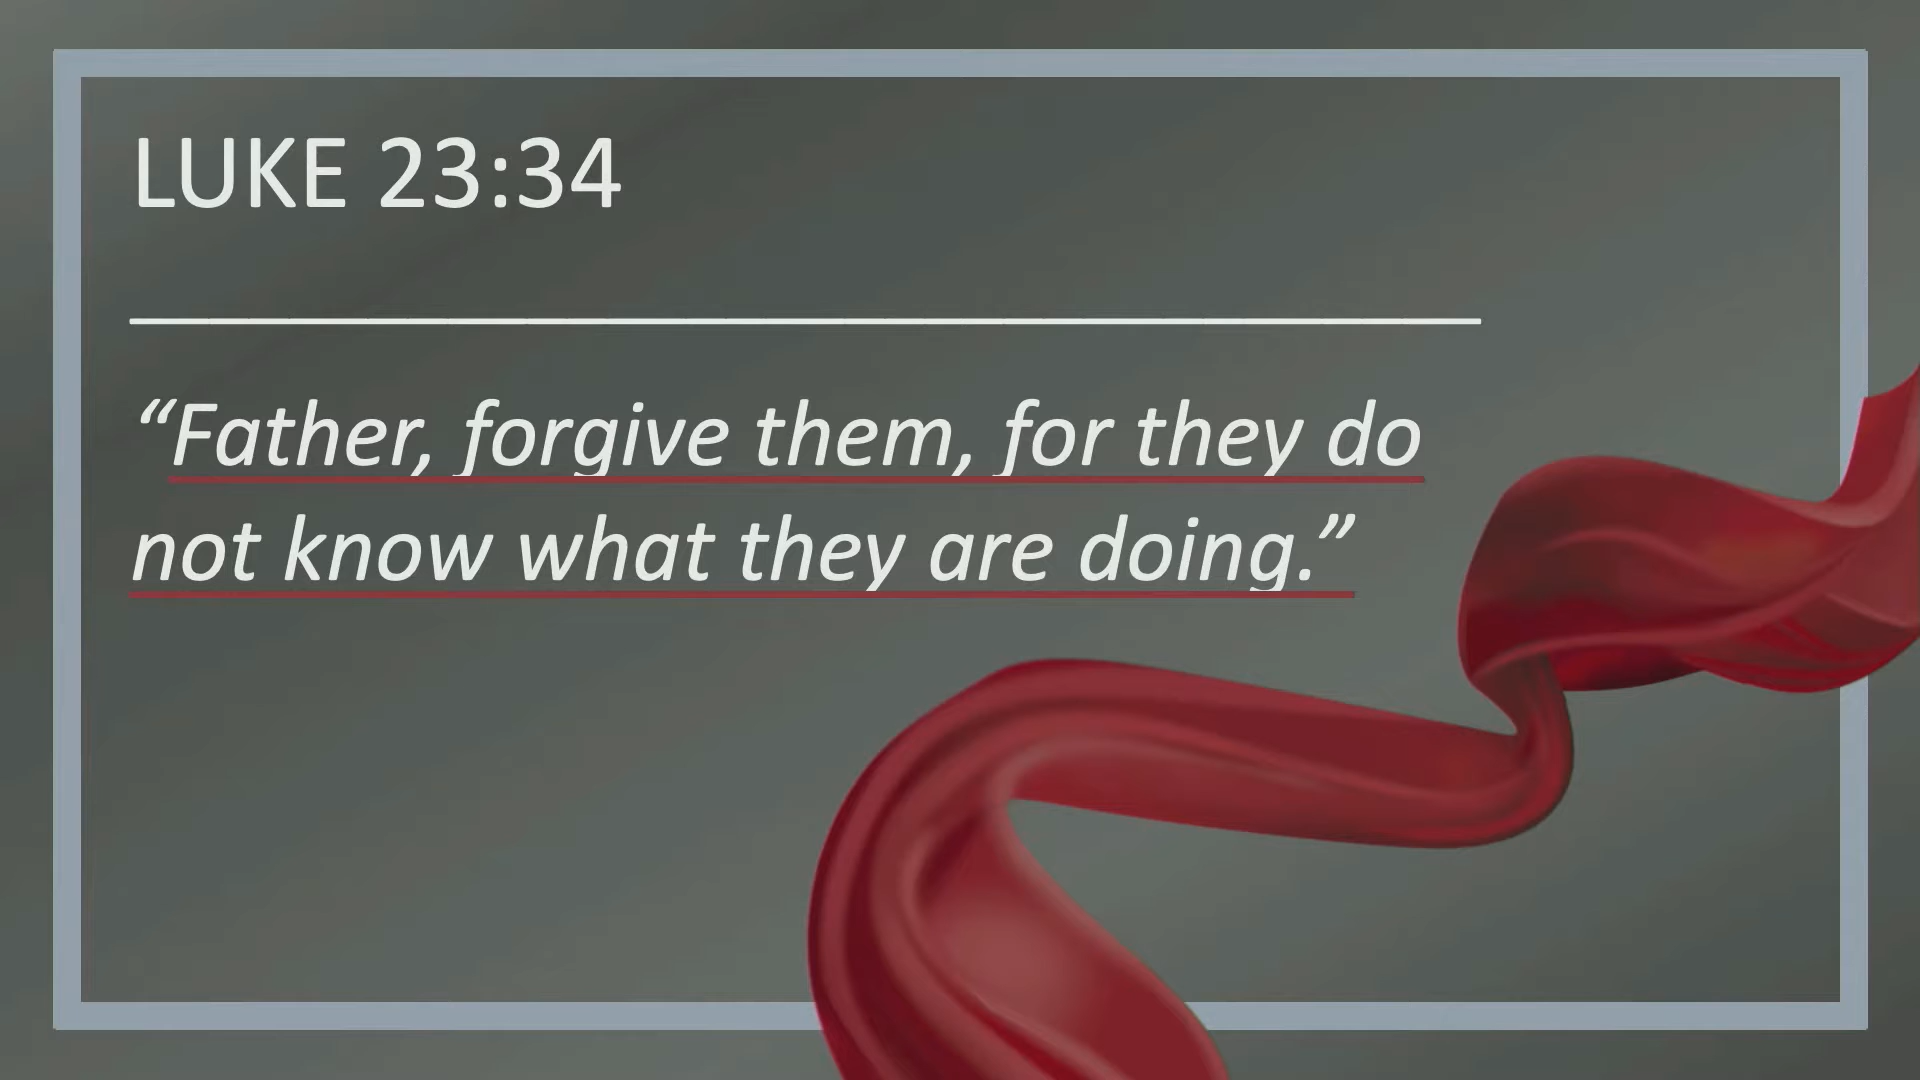 LUKE 23:34
“Father, forgive them, for they do
not know what they are doing.”